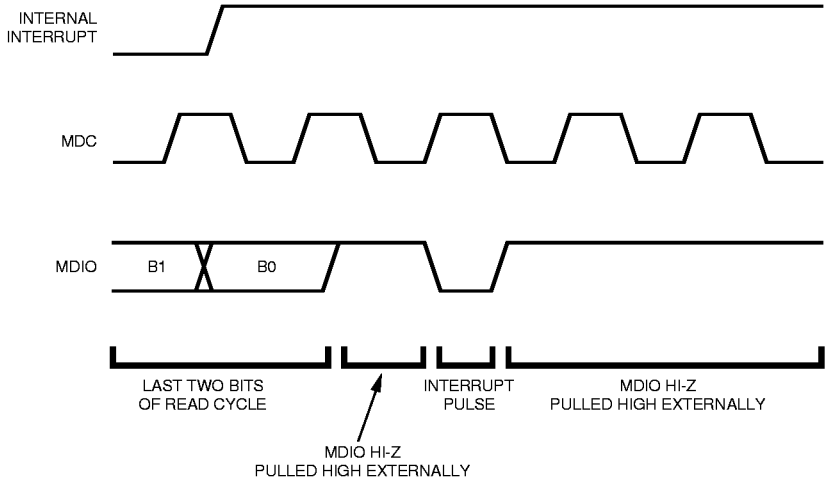 INTERNAL
INTERRUPT
MDC
MDIO
B1
B0
LAST TWO BITS
OF READ CYCLE
INTERRUPT
PULSE
MDIO HI-Z
PULLED HIGH EXTERNALLY
MDIO HI-Z
PULLED HIGH EXTERNALLY